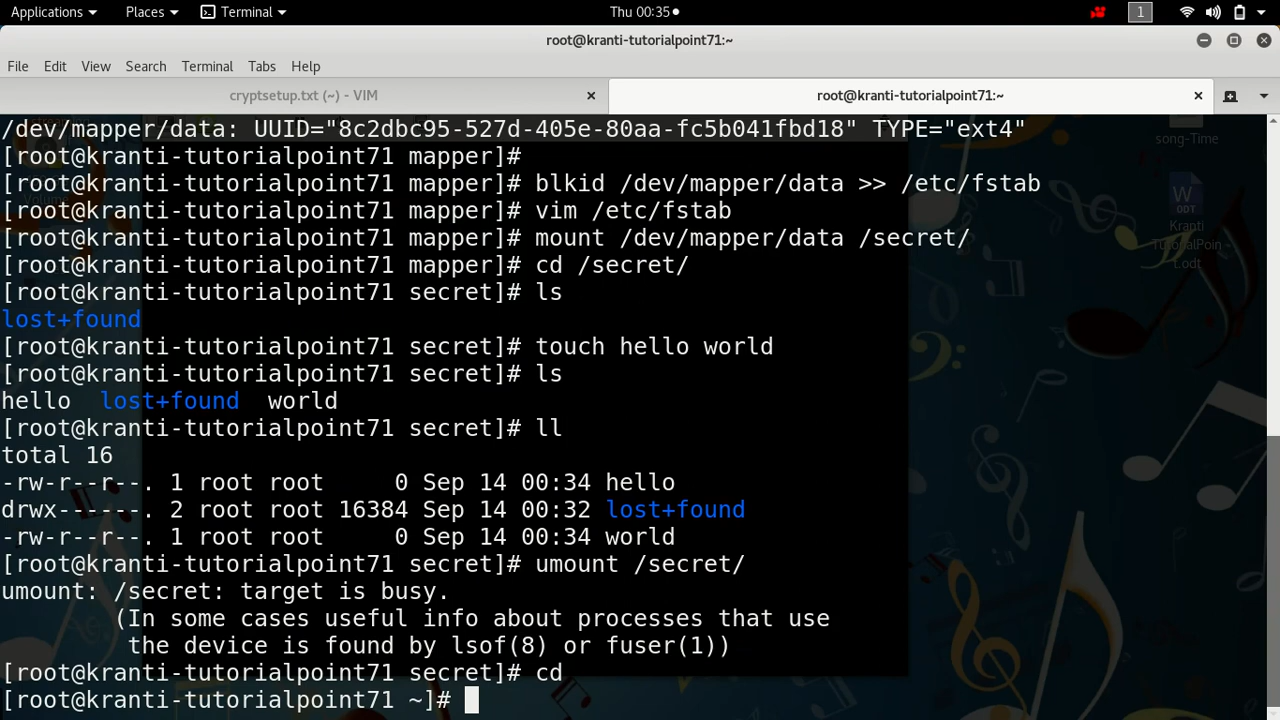 Applications Places Terminal Thu 00:35 1
root@kranti-tutorialpoint71:~
File Edit View Search Terminal Tabs Help
cryptsetup.txt (~) - VIM root@kranti-tutorialpoint71:~
/dev/mapper/data: UUID="8c2dbc95-527d-405e-80aa-fc5b041fbd18" TYPE="ext4"
[root@kranti-tutorialpoint71 mapper]#
[root@kranti-tutorialpoint71 mapper]# blkid /dev/mapper/data >> /etc/fstab
[root@kranti-tutorialpoint71 mapper]# vim /etc/fstab
[root@kranti-tutorialpoint71 mapper]# mount /dev/mapper/data /secret/
[root@kranti-tutorialpoint71 mapper]# cd /secret/
[root@kranti-tutorialpoint71 secret]# ls
lost+found
[root@kranti-tutorialpoint71 secret]# touch hello world
[root@kranti-tutorialpoint71 secret]# ls
hello lost+found world
[root@kranti-tutorialpoint71 secret]# ll
total 16
-rw-r--r--. 1 root root 0 Sep 14 00:34 hello
drwx------. 2 root root 16384 Sep 14 00:32 lost+found
-rw-r--r--. 1 root root 0 Sep 14 00:34 world
[root@kranti-tutorialpoint71 secret]# umount /secret/
umount: /secret: target is busy.
(In some cases useful info about processes that use
the device is found by lsof(8) or fuser(1))
[root@kranti-tutorialpoint71 secret]# cd
[root@kranti-tutorialpoint71 ~]#
song-Time
W
ODT
Kranti
TutorialPoin
t.odt
Volume